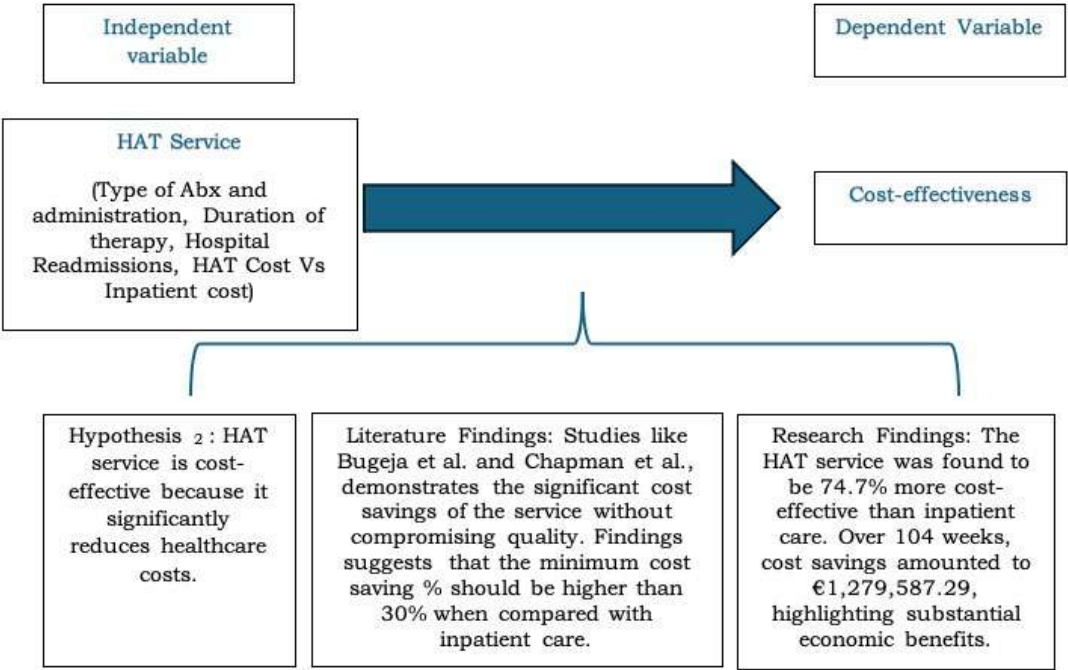 Independent
variable
Dependent Variable
HAT Service
(Type of Abx and
administration, Duration of
therapy, Hospital
Readmissions, HAT Cost Vs
Inpatient cost)
Cost-effectiveness
Hypothesis 2 : HAT
service is cost-
effective because it
significantly
reduces healthcare
costs.
Literature Findings: Studies like
Bugeja et al. and Chapman et al.,
demonstrates the significant cost
savings of the service without
compromising quality. Findings
suggests that the minimum cost
saving % should be higher than
30% when compared with
inpatient care.
Research Findings: The
HAT service was found to
be 74.7% more cost-
effective than inpatient
care. Over 104 weeks,
cost savings amounted to
€1,279,587.29,
highlighting substantial
economic benefits.